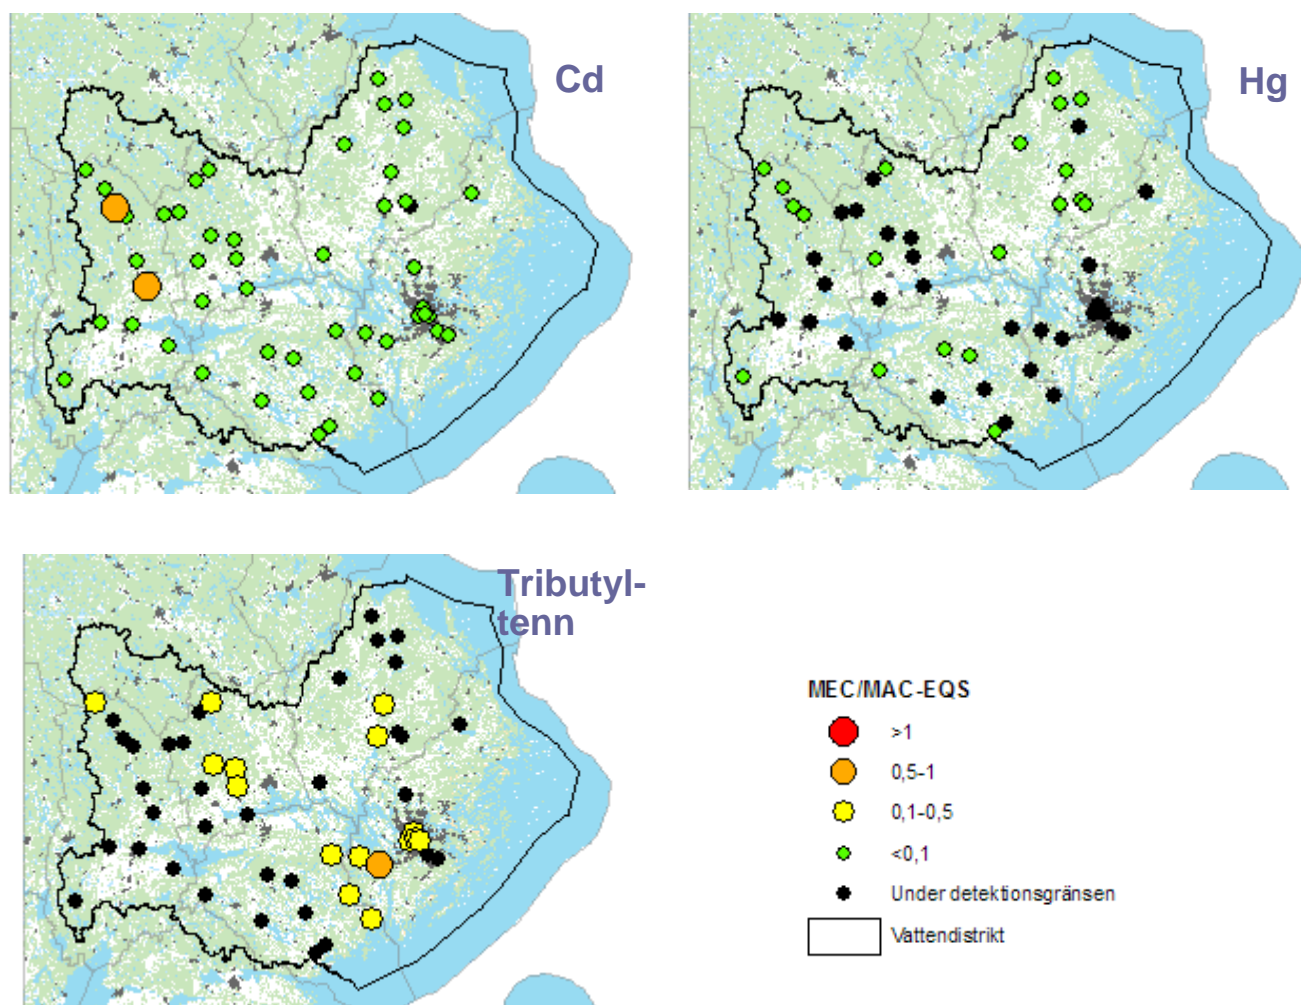 Cd
Hg
Tributyl-
tenn
MEC/MAC-EQS
>1
0,5-1
0,1-0,5
<0,1
Under detektionsgränsen
Vattendistrikt